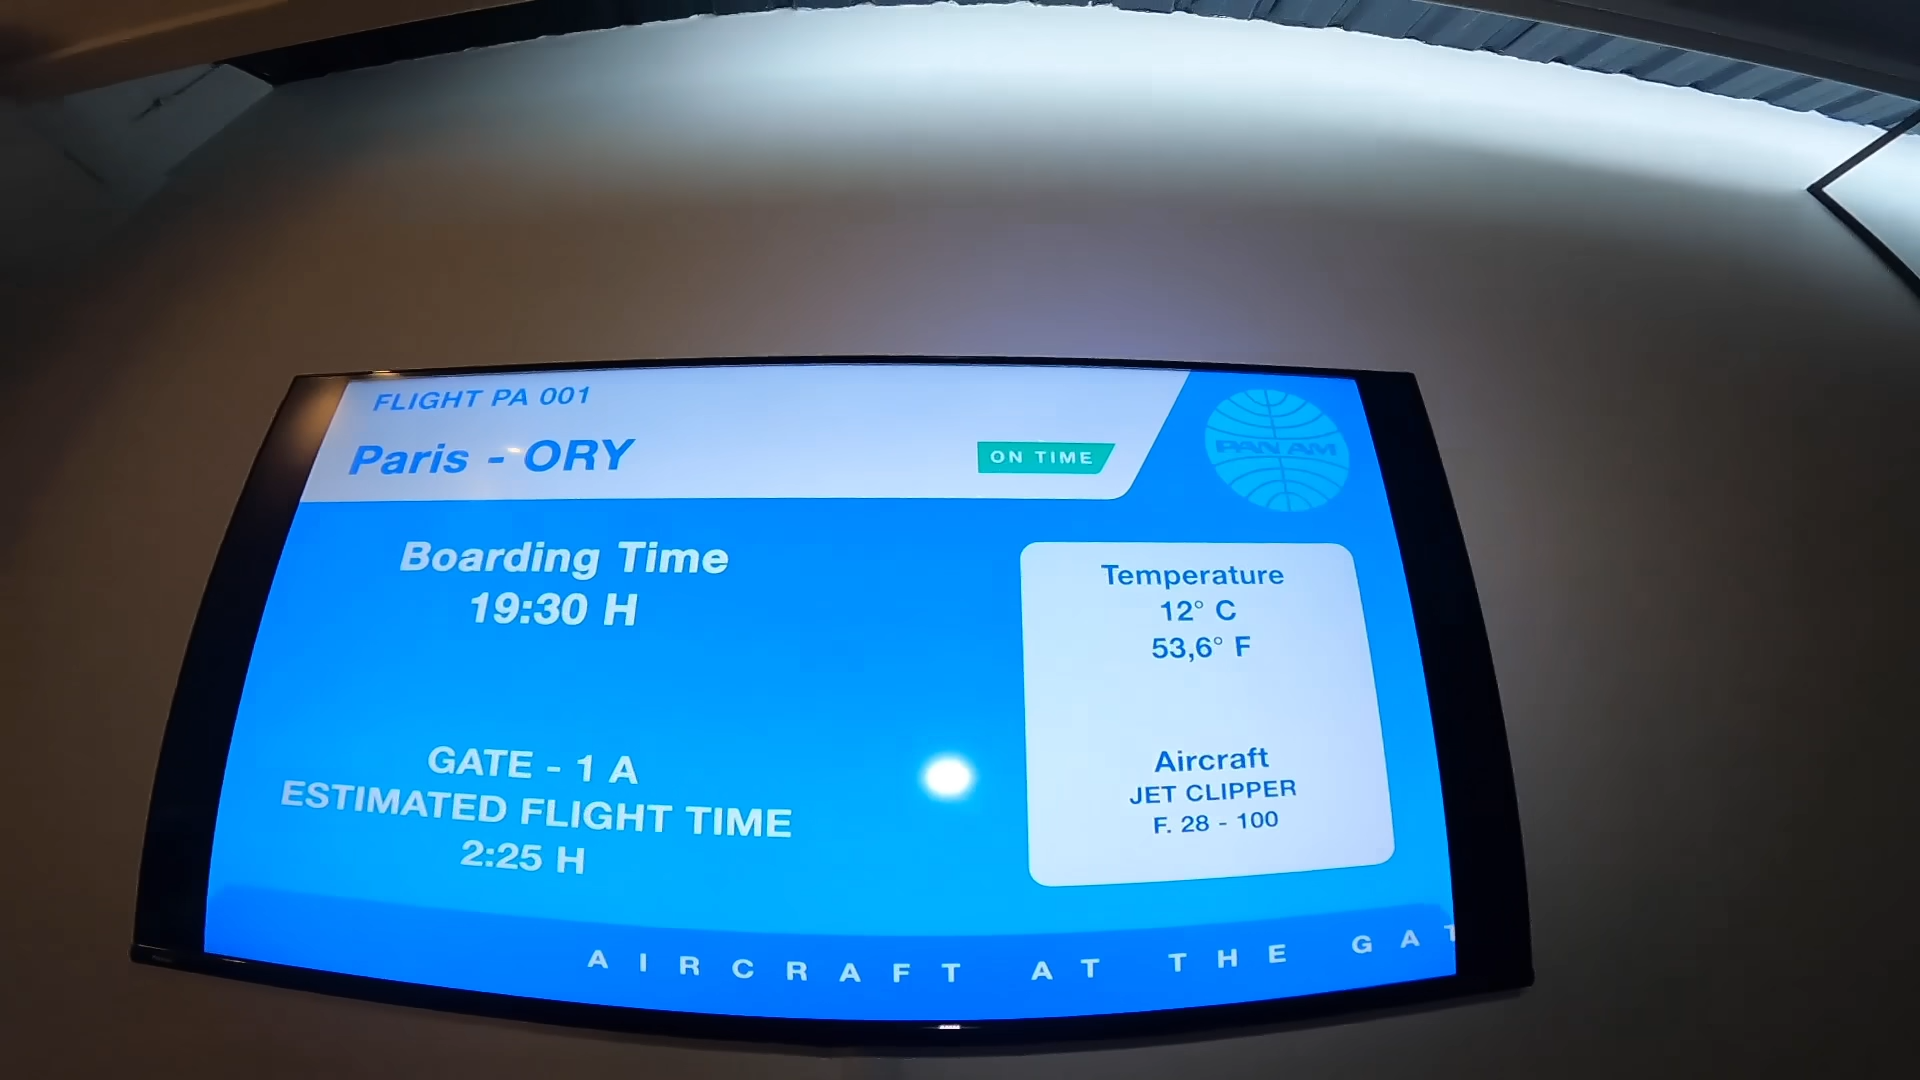 FLIGHT PA 001
Paris - ORY
ON TIME
PAN AM
Boarding Time
19:30 H
GATE - 1 A
ESTIMATED FLIGHT TIME
2:25 H
Temperature
12° C
53,6° F
Aircraft
JET CLIPPER
F. 28 - 100
AIRCRAFT AT THE GAT